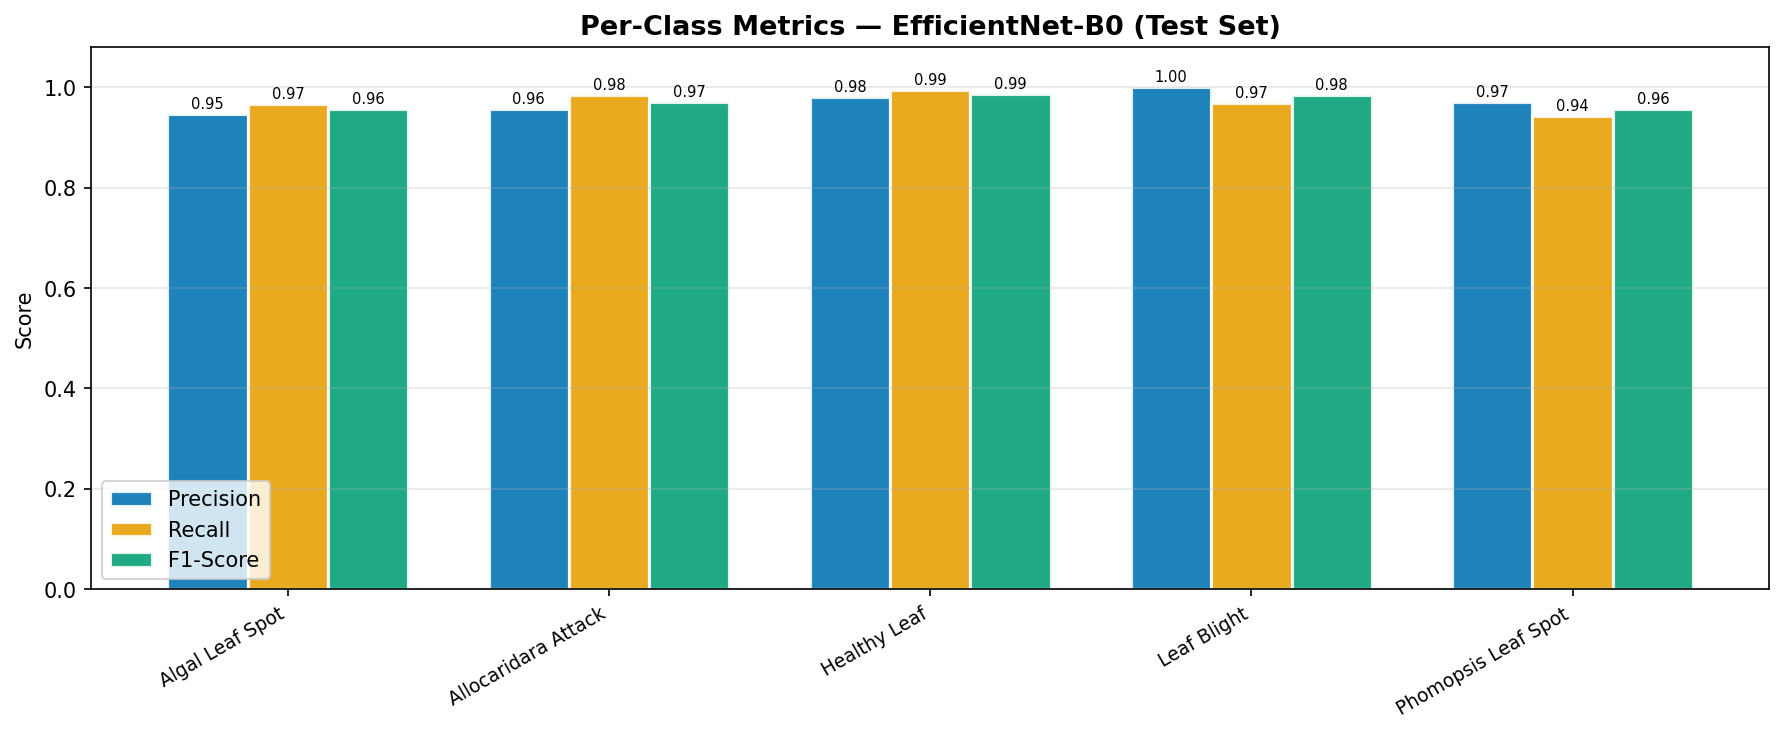 Per-Class Metrics — EfficientNet-B0 (Test Set)
Score
1.0
0.8
0.6
0.4
0.2
0.0
0.95 0.97 0.96
0.96 0.98 0.97
0.98 0.99 0.99
1.00 0.97 0.98
0.97 0.94 0.96
Precision
Recall
F1-Score
Algal Leaf Spot
Allocaridara Attack
Healthy Leaf
Leaf Blight
Phomopsis Leaf Spot